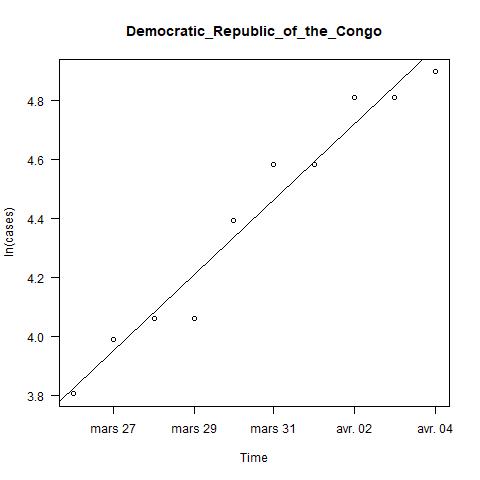 Democratic_Republic_of_the_Congo
ln(cases)
4.8
4.6
4.4
4.2
4.0
3.8
mars 27 mars 29 mars 31 avr. 02 avr. 04
Time